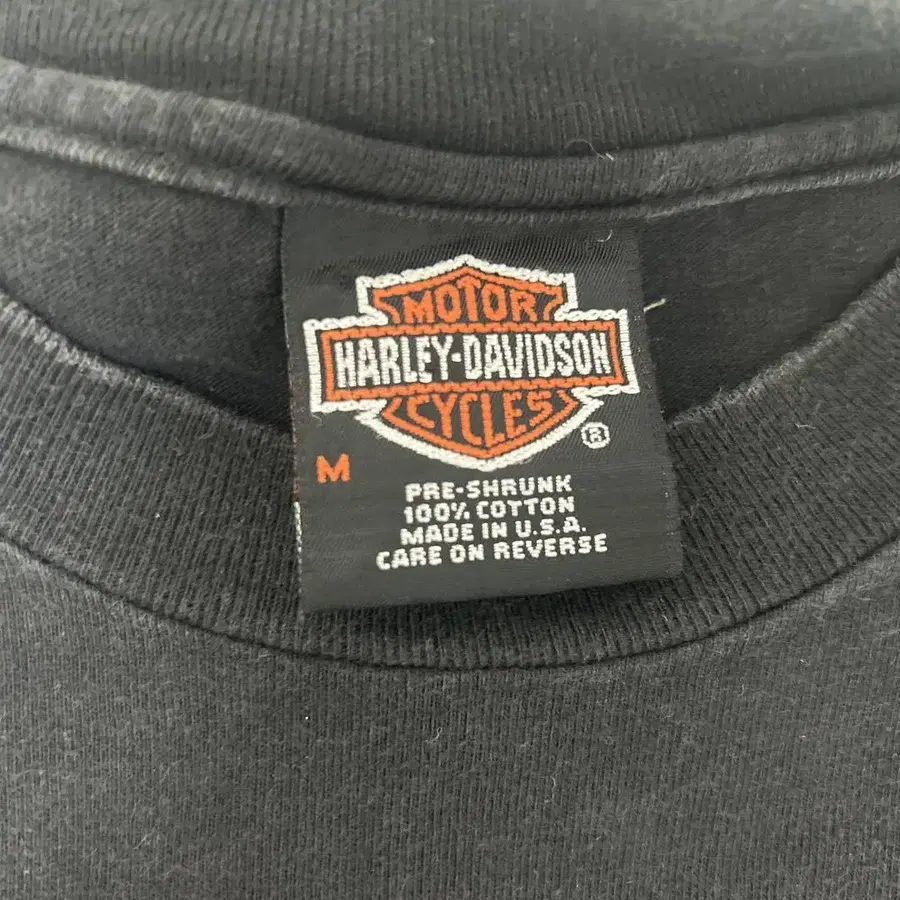 MOTOR
HARLEY-DAVIDSON
CYCLES
®
M
PRE-SHRUNK
100% COTTON
MADE IN U.S.A.
CARE ON REVERSE